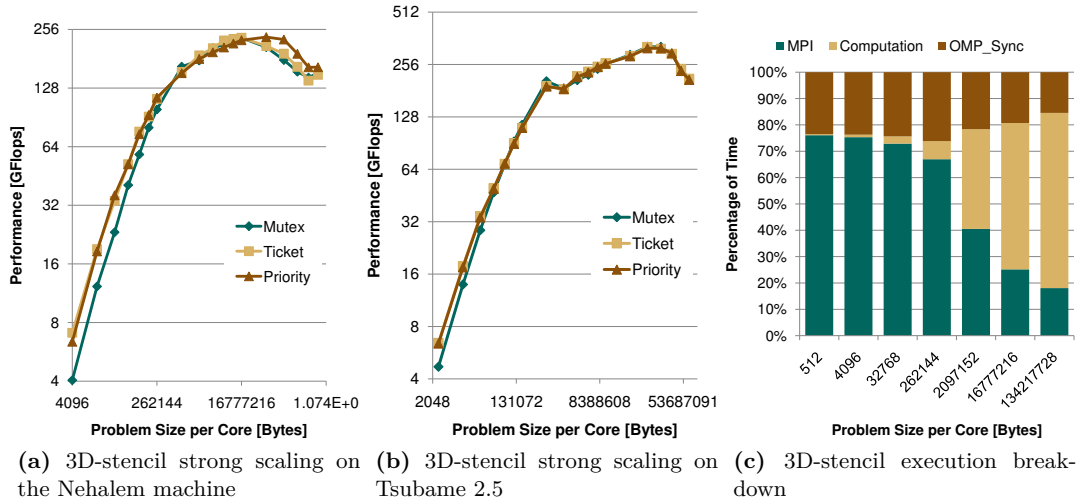 256
128
64
32
16
8
4
Performance [GFlops]
Mutex
Ticket
Priority
4096
262144
16777216
1.074E+0
Problem Size per Core [Bytes]
(a) 3D-stencil strong scaling on
the Nehalem machine
512
256
128
64
32
16
8
4
Performance [GFlops]
Mutex
Ticket
Priority
2048
131072
8388608
53687091
Problem Size per Core [Bytes]
(b) 3D-stencil strong scaling on
Tsubame 2.5
MPI Computation OMP_Sync
100%
90%
80%
70%
60%
50%
40%
30%
20%
10%
0%
Percentage of Time
512
4096
32768
262144
2097152
16777216
134217728
Problem Size per Core [Bytes]
(c) 3D-stencil execution break-
down